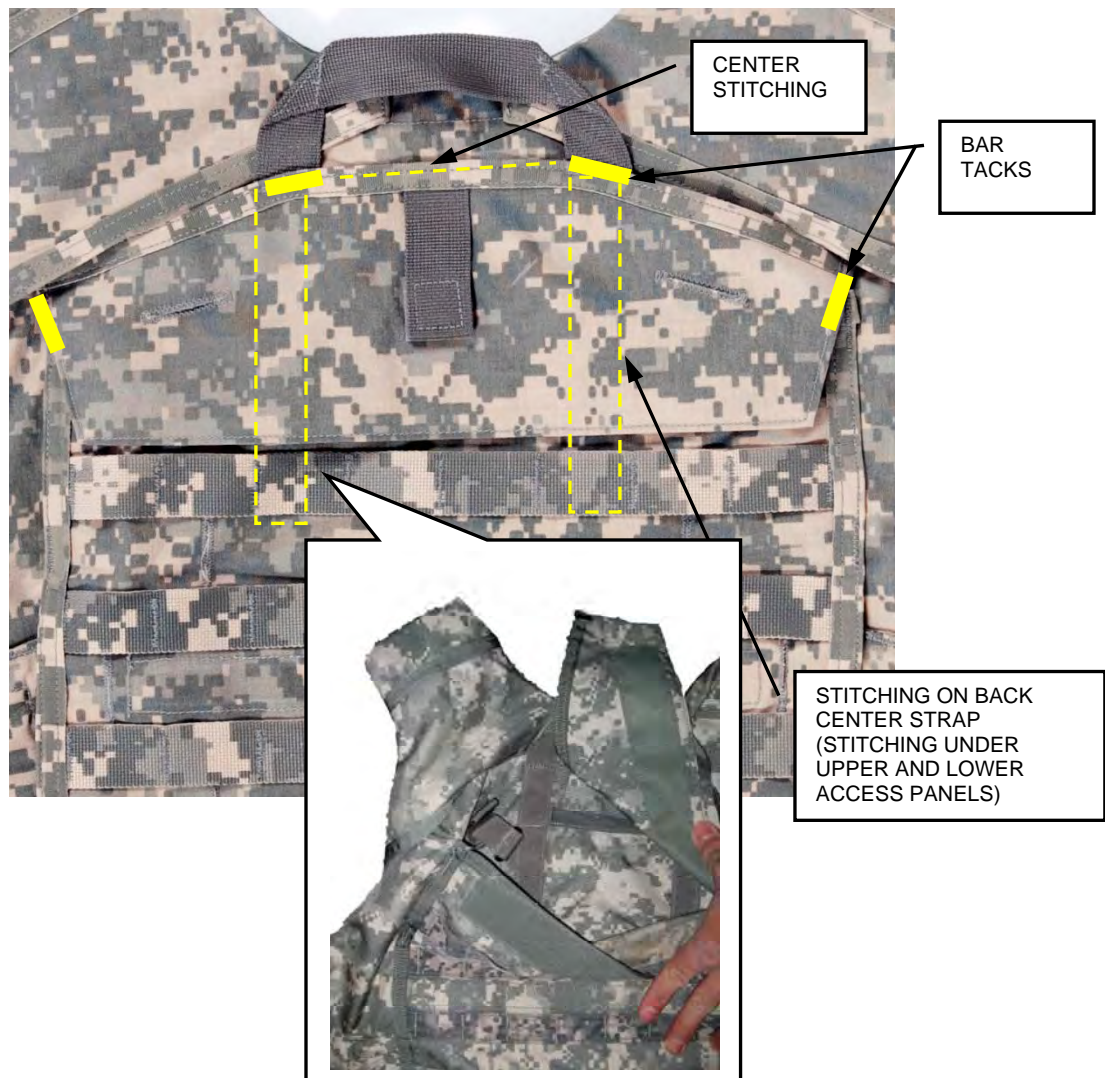 CENTER
STITCHING
BAR
TACKS
STITCHING ON BACK
CENTER STRAP
(STITCHING UNDER
UPPER AND LOWER
ACCESS PANELS)